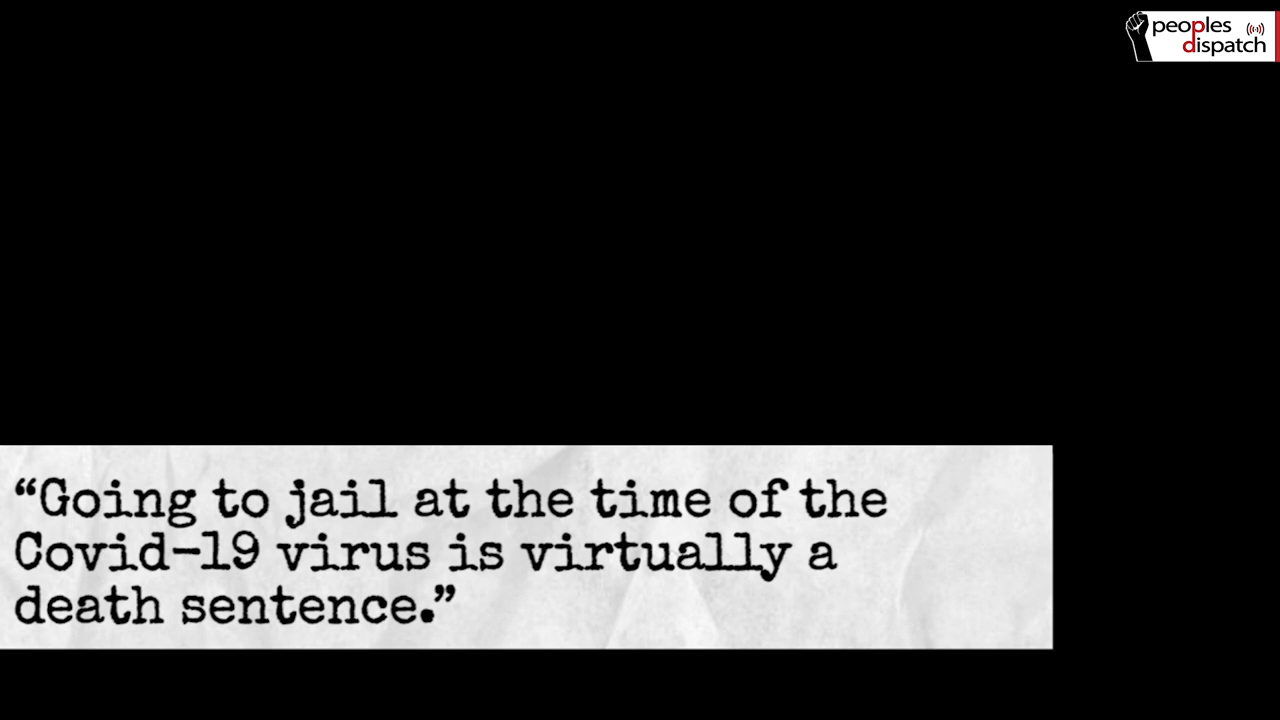 peoples
dispatch
“Going to jail at the time of the
Covid-19 virus is virtually a
death sentence.”